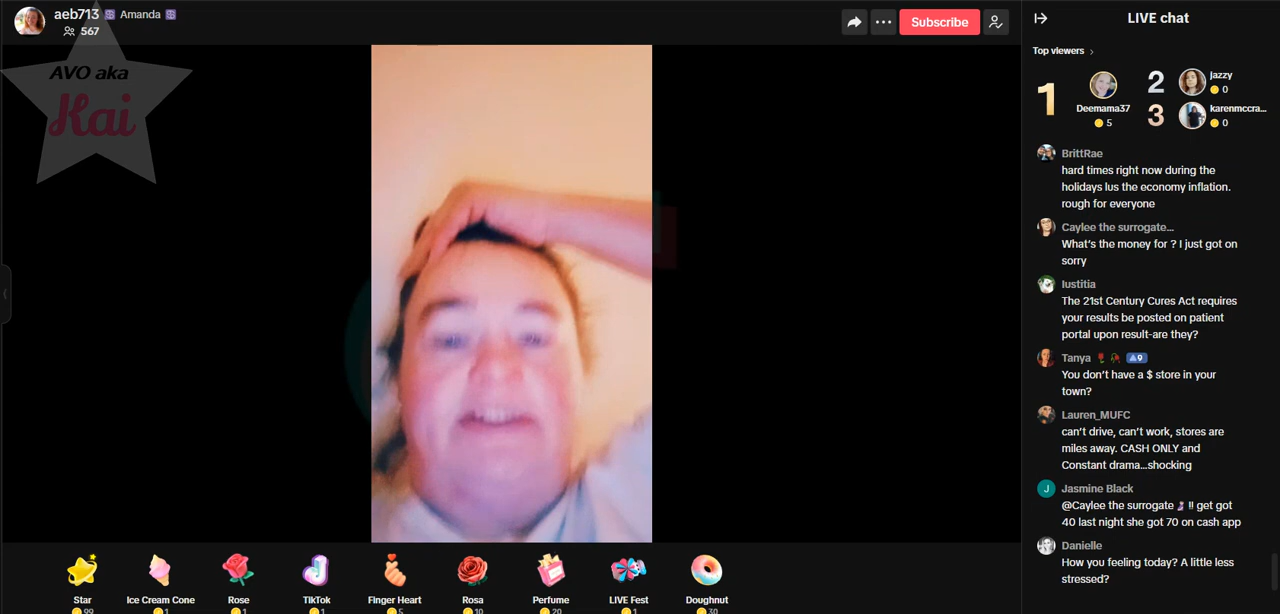 aeb713 Amanda
567
Subscribe
AVO aka
Kai
LIVE chat
Top viewers
1
Deemama37
5
2
jazzy
0
3
karenmccra...
0
BrittRae
hard times right now during the
holidays lus the economy inflation.
rough for everyone
Caylee the surrogate...
What's the money for ? I just got on
sorry
Iustitia
The 21st Century Cures Act requires
your results be posted on patient
portal upon result-are they?
Tanya 🌹🥀 9
You don't have a $ store in your
town?
Lauren_MUFC
can't drive, can't work, stores are
miles away. CASH ONLY and
Constant drama...shocking
J Jasmine Black
@Caylee the surrogate🤰🏻 !! get got
40 last night she got 70 on cash app
Danielle
How you feeling today? A little less
stressed?
Star
99
Ice Cream Cone
1
Rose
1
TikTok
1
Finger Heart
5
Rosa
10
Perfume
20
LIVE Fest
1
Doughnut
30